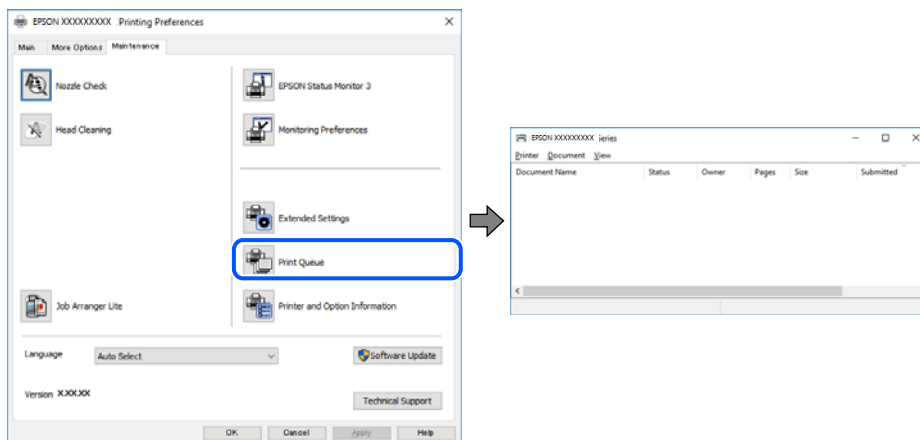 EPSON XXXXXXXXX Printing Preferences
Main More Options Maintenance
Nozzle Check
EPSON Status Monitor 3
Head Cleaning
Monitoring Preferences
Extended Settings
Print Queue
Job Arranger Lite
Printer and Option Information
Language Auto Select Software Update
Version X.XX.XX
Technical Support
OK Cancel Apply Help
EPSON XXXXXXXXX ieries
Printer Document View
Document Name Status Owner Pages Size Submitted